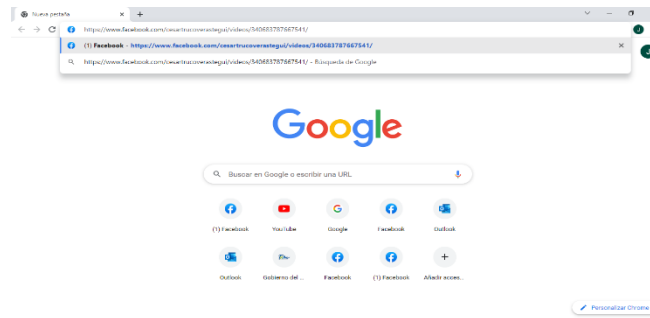 Nueva pestaña
https://www.facebook.com/cesartrucoverastegui/videos/340683787667541/
(1) Facebook - https://www.facebook.com/cesartrucoverastegui/videos/340683787667541/
https://www.facebook.com/cesartrucoverastegui/videos/340683787667541/ - Búsqueda de Google
Google
Buscar en Google o escribir una URL
(1) Facebook YouTube Google Facebook Outlook
Outlook Gobierno del ... Facebook (1) Facebook Añadir acces...
Personalizar Chrome